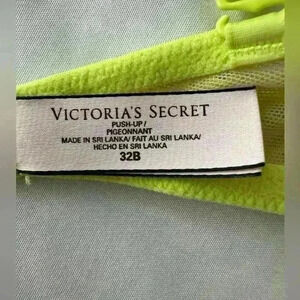 VICTORIA'S SECRET
PUSH-UP/
PIGEONNANT
MADE IN SRI LANKA/ FAIT AU SRI LANKA/
HECHO EN SRI LANKA
32B